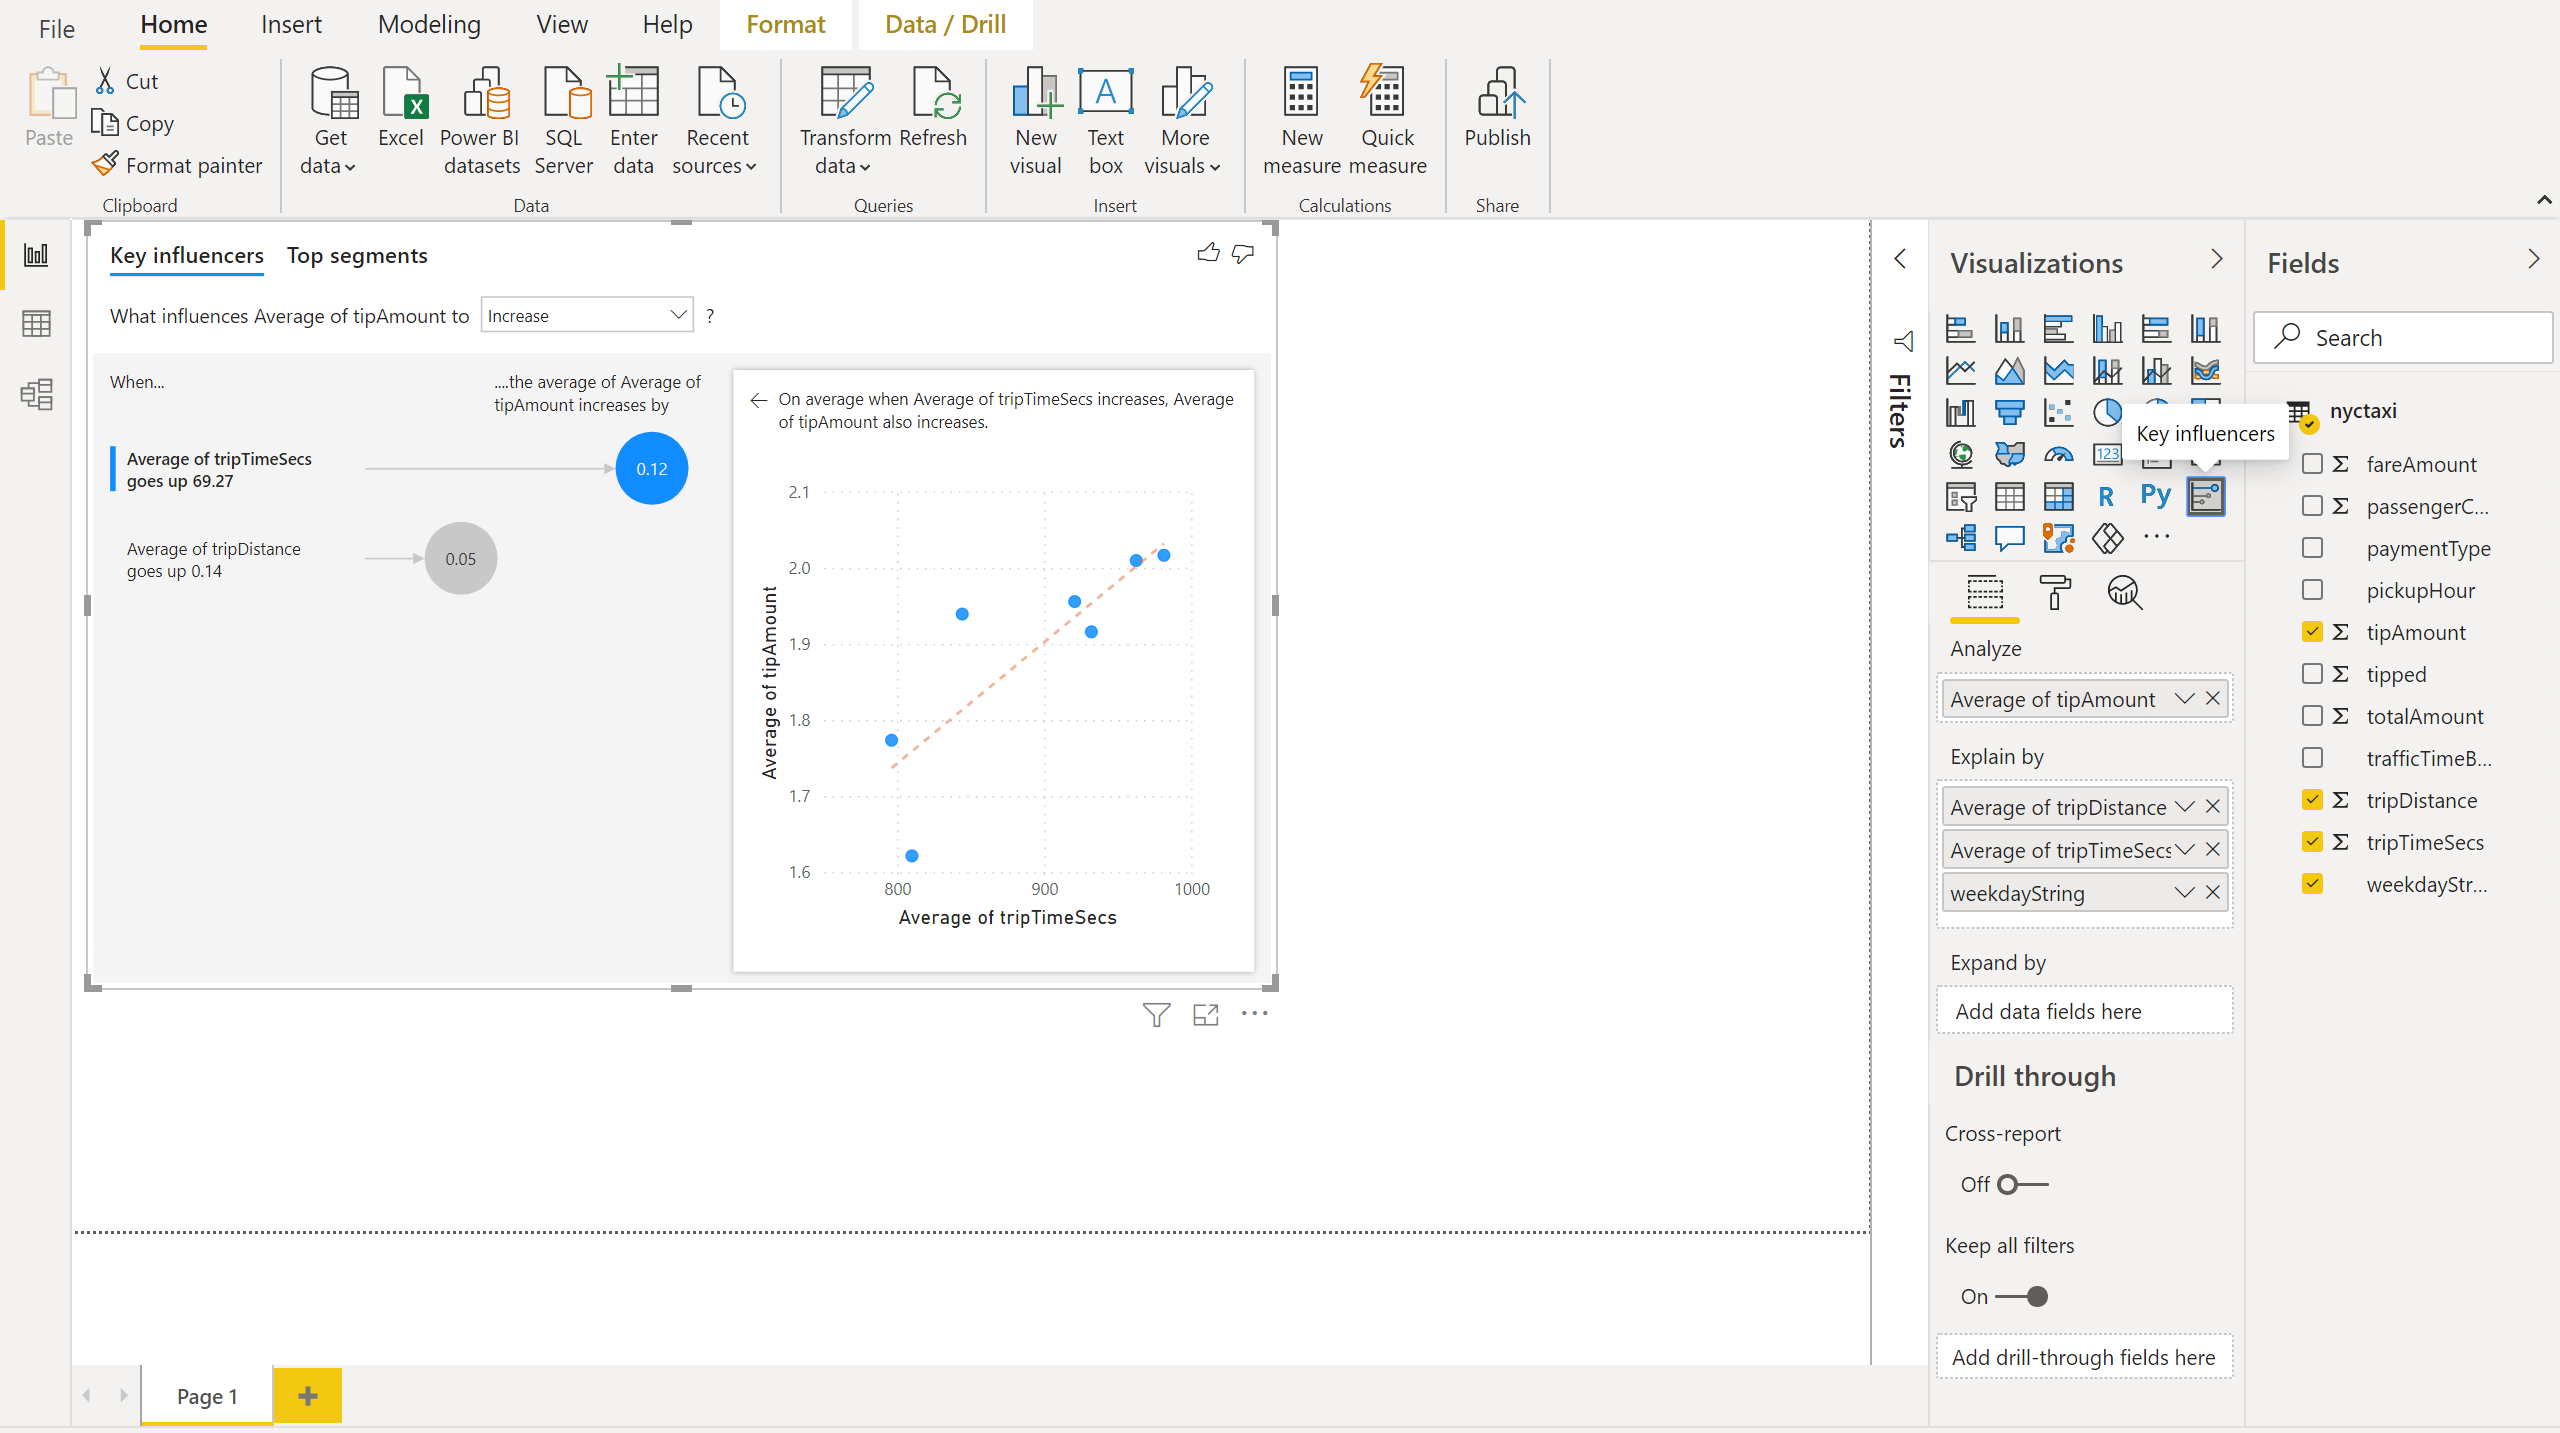 File
Home
Insert
Modeling
View
Help
Format
Data / Drill
Paste
Cut
Copy
Format painter
Clipboard
Get
data
Excel
Power BI
datasets
SQL
Server
Enter
data
Recent
sources
Data
Transform
data
Refresh
Queries
New
visual
Text
box
More
visuals
Insert
New
measure
Quick
measure
Calculations
Publish
Share
Key influencers
Top segments
What influences Average of tipAmount to
Increase
?
When...
....the average of Average of
tipAmount increases by
Average of tripTimeSecs
goes up 69.27
0.12
Average of tripDistance
goes up 0.14
0.05
On average when Average of tripTimeSecs increases, Average
of tipAmount also increases.
Average of tipAmount
2.1
2.0
1.9
1.8
1.7
1.6
800
900
1000
Average of tripTimeSecs
Filters
Visualizations
Key influencers
123
R
Py
Analyze
Average of tipAmount
Explain by
Average of tripDistance
Average of tripTimeSecs
weekdayString
Expand by
Add data fields here
Drill through
Cross-report
Off
Keep all filters
On
Add drill-through fields here
Fields
Search
nyctaxi
Σ fareAmount
Σ passengerC...
paymentType
pickupHour
Σ tipAmount
Σ tipped
Σ totalAmount
trafficTimeB...
Σ tripDistance
Σ tripTimeSecs
weekdayStr...
Page 1